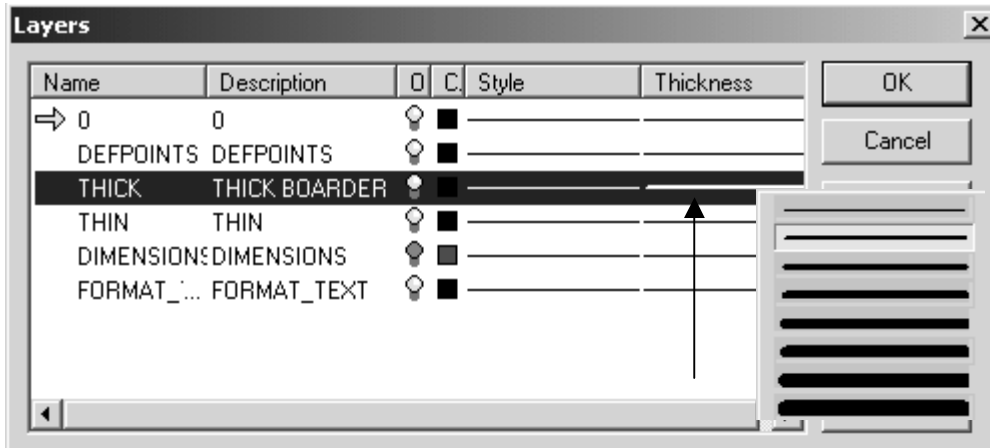 Layers
Name Description O C. Style Thickness OK
0 0
Cancel
DEFPOINTS DEFPOINTS
THICK THICK BOARDER
THIN THIN
DIMENSIONS DIMENSIONS
FORMAT_... FORMAT_TEXT